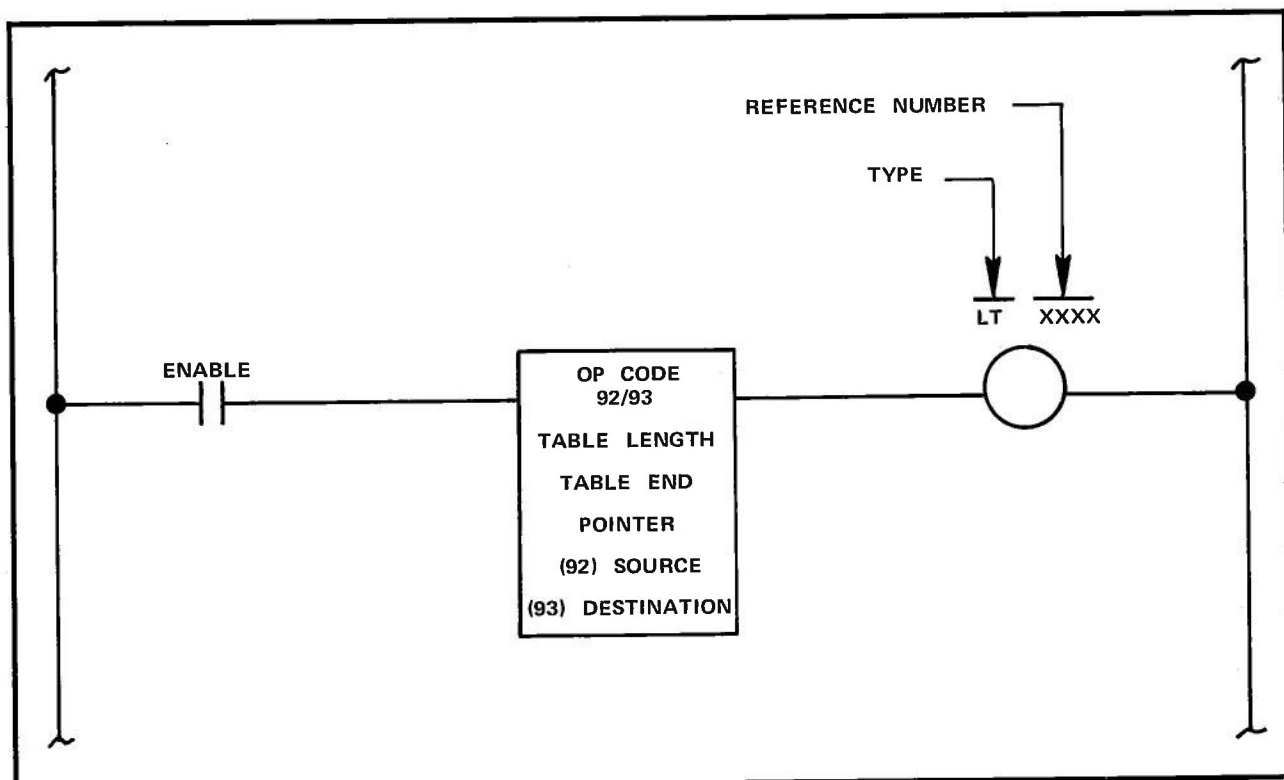 REFERENCE NUMBER
TYPE
LT XXXX
ENABLE
OP CODE
92/93
TABLE LENGTH
TABLE END
POINTER
(92) SOURCE
(93) DESTINATION